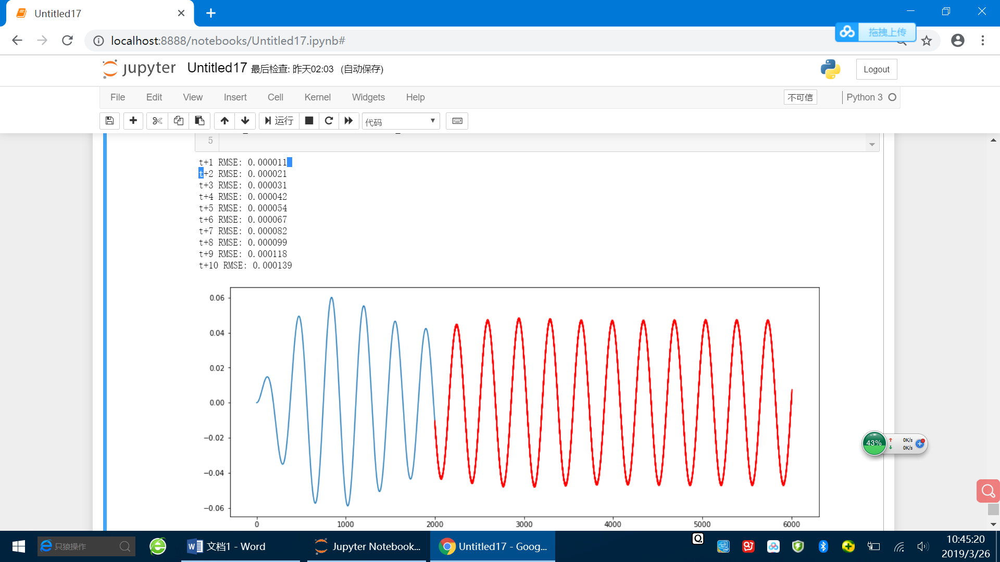 Untitled17
localhost:8888/notebooks/Untitled17.ipynb#
拖拽上传
jupyter Untitled17 最后检查: 昨天02:03 (自动保存)
Logout
File Edit View Insert Cell Kernel Widgets Help
不可信 Python 3
运行 代码
5
t+1 RMSE: 0.000011
t+2 RMSE: 0.000021
t+3 RMSE: 0.000031
t+4 RMSE: 0.000042
t+5 RMSE: 0.000054
t+6 RMSE: 0.000067
t+7 RMSE: 0.000082
t+8 RMSE: 0.000099
t+9 RMSE: 0.000118
t+10 RMSE: 0.000139
0.06
0.04
0.02
0.00
−0.02
−0.04
−0.06
0 1000 2000 3000 4000 5000 6000
43%
0K/s
0K/s
只狼操作
文档1 - Word
Jupyter Notebook...
Untitled17 - Goog...
10:45:20
2019/3/26